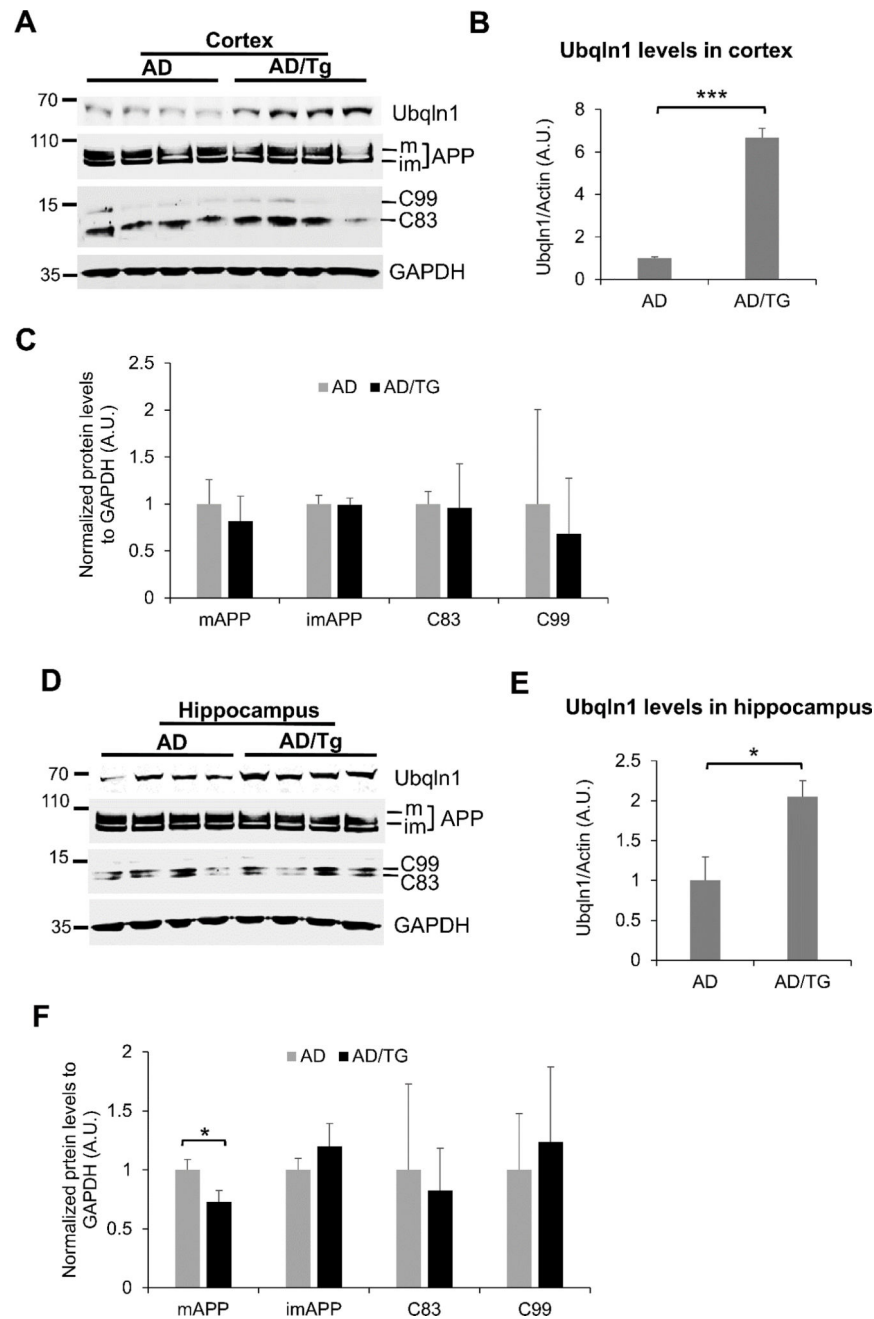 A
Cortex
AD AD/Tg
70
Ubqln1
110
m
im
APP
15
C99
C83
35
GAPDH
B
Ubqln1 levels in cortex
***
Ubqln1/Actin (A.U.)
8
7
6
5
4
3
2
1
0
AD AD/TG
C
Normalized protein levels
to GAPDH (A.U.)
2.5
2
1.5
1
0.5
0
AD AD/TG
mAPP imAPP C83 C99
D
Hippocampus
AD AD/Tg
70
Ubqln1
110
m
im
APP
15
C99
C83
35
GAPDH
E
Ubqln1 levels in hippocampus
*
Ubqln1/Actin (A.U.)
2.5
2
1.5
1
0.5
0
AD AD/TG
F
Normalized prtein levels to
GAPDH (A.U.)
2
1.5
1
0.5
0
AD AD/TG
*
mAPP imAPP C83 C99